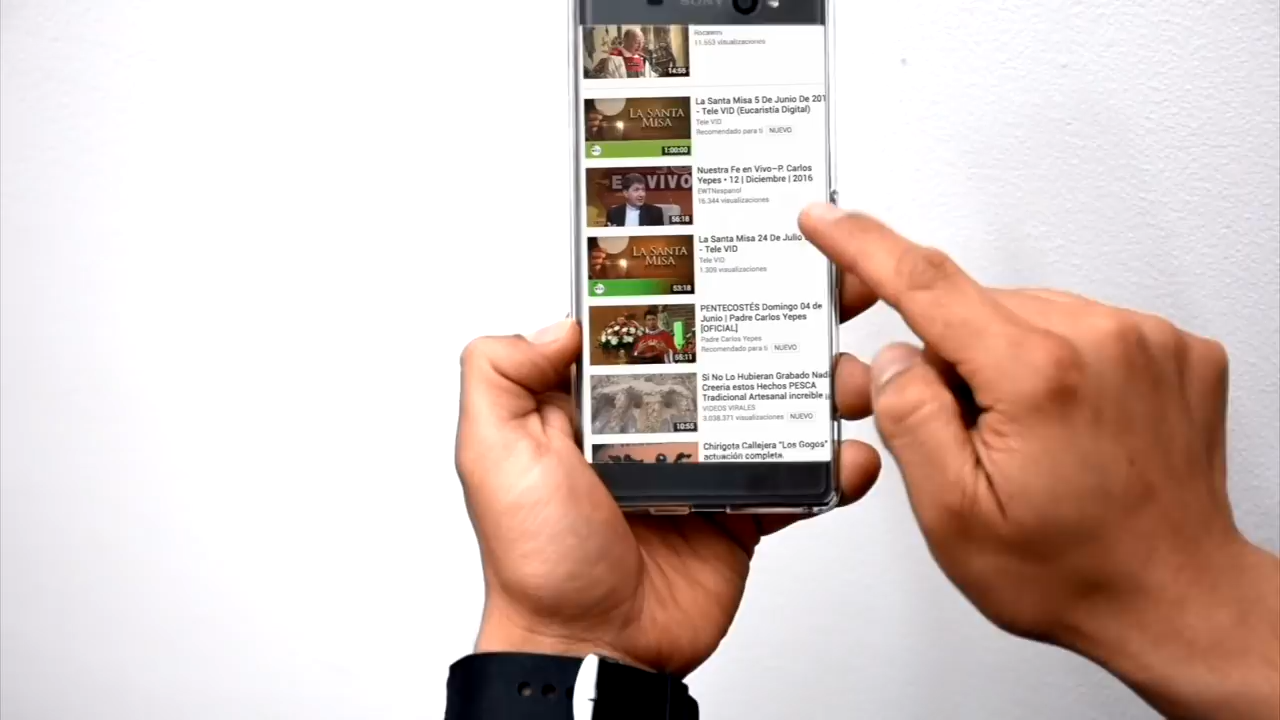 SONY
Rocawos
11.553 visualizaciones
14:55
La Santa Misa 5 De Junio De 201
- Tele VID (Eucaristía Digital)
Tele VID
Recomendado para ti NUEVO
LA SANTA
MISA
1:00:00
Nuestra Fe en Vivo–P. Carlos
Yepes • 12 | Diciembre | 2016
EWTNespanol
16.344 visualizaciones
E VIVO
56:18
La Santa Misa 24 De Julio
- Tele VID
Tele VID
1.309 visualizaciones
LA SANTA
MISA
53:18
PENTECOSTÉS Domingo 04 de
Junio | Padre Carlos Yepes
[OFICIAL]
Padre Carlos Yepes
Recomendado para ti NUEVO
55:11
Si No Lo Hubieran Grabado Nadi
Creeria estos Hechos PESCA
Tradicional Artesanal increible ¡¡
VIDEOS VIRALES
3.038.371 visualizaciones NUEVO
10:55
Chirigota Callejera "Los Gogos"
actuación completa.